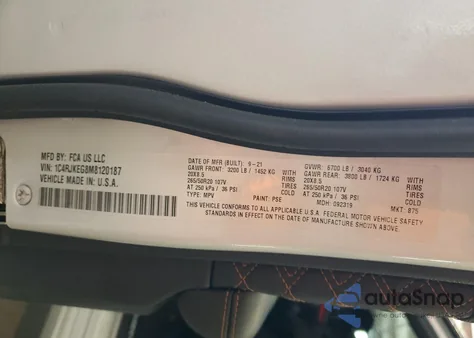 MFD BY: FCA US LLC
VIN: 1C4RJKEG8M8120187
VEHICLE MADE IN: U.S.A.
DATE OF MFR (BUILT): 9-21
GAWR FRONT: 3200 LB / 1452 KG WITH
20X8.5 RIMS
265/50R20 107V TIRES
AT 250 kPa / 36 PSI COLD
TYPE: MPV PAINT: PSE
GVWR: 6700 LB / 3040 KG
GAWR REAR: 3800 LB / 1724 KG WITH
20X8.5 RIMS
265/50R20 107V TIRES
AT 250 kPa / 36 PSI COLD
MDH: 092319 MKT: 875
THIS VEHICLE CONFORMS TO ALL APPLICABLE U.S.A. FEDERAL MOTOR VEHICLE SAFETY
STANDARDS IN EFFECT ON THE DATE OF MANUFACTURE SHOWN ABOVE.
autoSnap